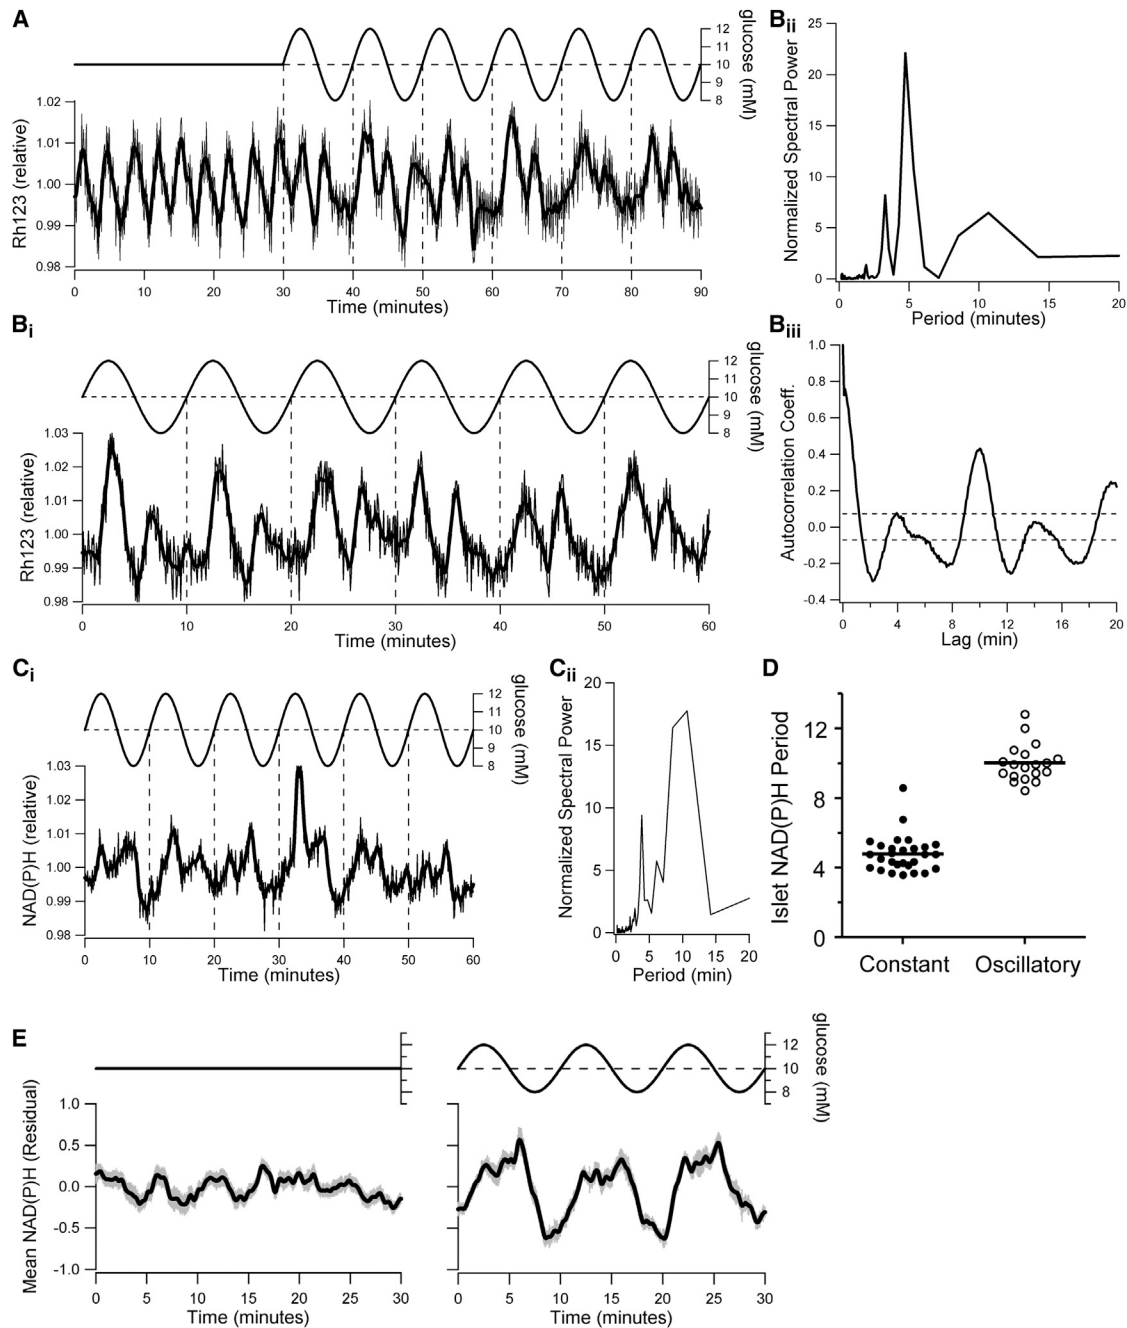 A
12
11
10
9
8
glucose (mM)
1.02
1.01
1.00
0.99
0.98
Rh123 (relative)
0 10 20 30 40 50 60 70 80 90
Time (minutes)
Bii
25
20
15
10
5
0
Normalized Spectral Power
0 5 10 15 20
Period (minutes)
Bi
12
11
10
9
8
glucose (mM)
1.03
1.02
1.01
1.00
0.99
0.98
Rh123 (relative)
0 10 20 30 40 50 60
Time (minutes)
Biii
1.0
0.8
0.6
0.4
0.2
0.0
-0.2
-0.4
Autocorrelation Coeff.
0 4 8 12 16 20
Lag (min)
Ci
12
11
10
9
8
glucose (mM)
1.03
1.02
1.01
1.00
0.99
0.98
NAD(P)H (relative)
0 10 20 30 40 50 60
Time (minutes)
Cii
20
15
10
5
0
Normalized Spectral Power
0 5 10 15 20
Period (min)
D
12
8
4
0
Islet NAD(P)H Period
Constant Oscillatory
E
1.0
0.5
0.0
-0.5
-1.0
Mean NAD(P)H (Residual)
10
0 5 10 15 20 25 30
Time (minutes)
12
10
8
glucose (mM)
0 5 10 15 20 25 30
Time (minutes)